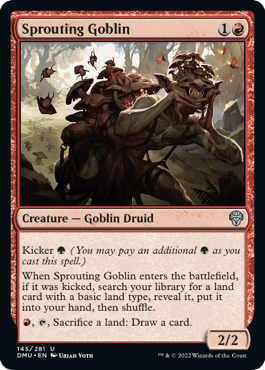 Sprouting Goblin 1
Creature — Goblin Druid
Kicker (You may pay an additional as you
cast this spell.)
When Sprouting Goblin enters the battlefield,
if it was kicked, search your library for a land
card with a basic land type, reveal it, put it
into your hand, then shuffle.
, , Sacrifice a land: Draw a card.
2/2
145/281 U
DMU • EN Uriah Voth
™ & © 2022 Wizards of the Coast